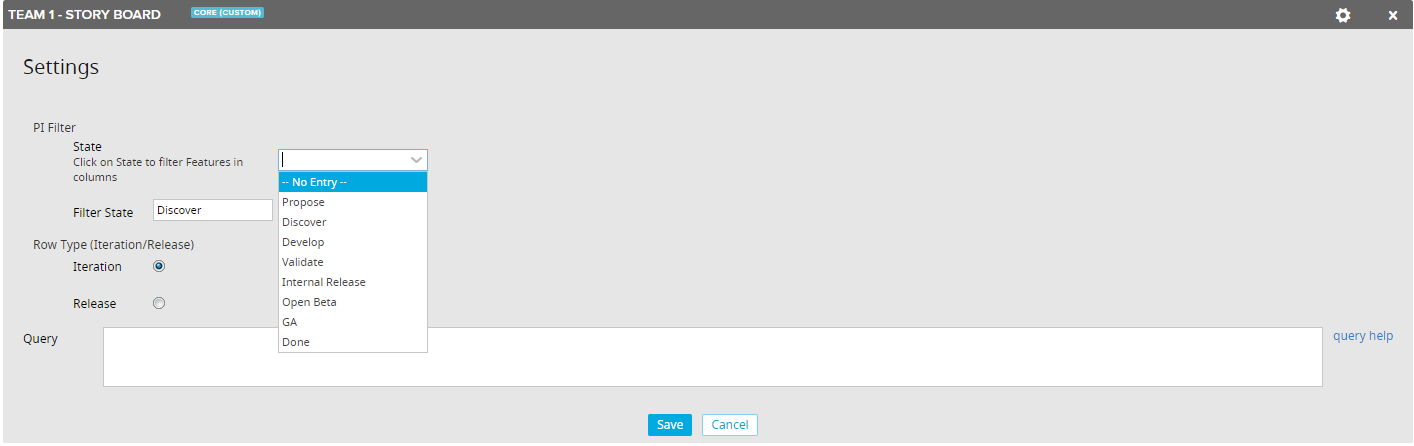 TEAM 1 - STORY BOARD CORE (CUSTOM)
Settings
PI Filter
State
Click on State to filter Features in
columns
-- No Entry --
Propose
Discover
Develop
Validate
Internal Release
Open Beta
GA
Done
Filter State Discover
Row Type (Iteration/Release)
Iteration
Release
Query
query help
Save Cancel